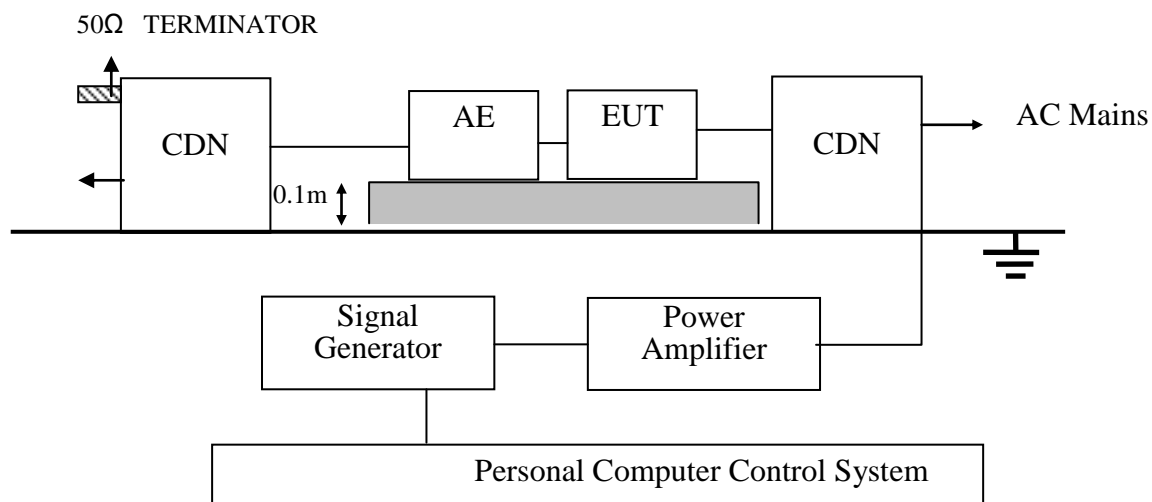 50Ω TERMINATOR
CDN
AE
EUT
CDN
AC Mains
0.1m
Signal
Generator
Power
Amplifier
Personal Computer Control System